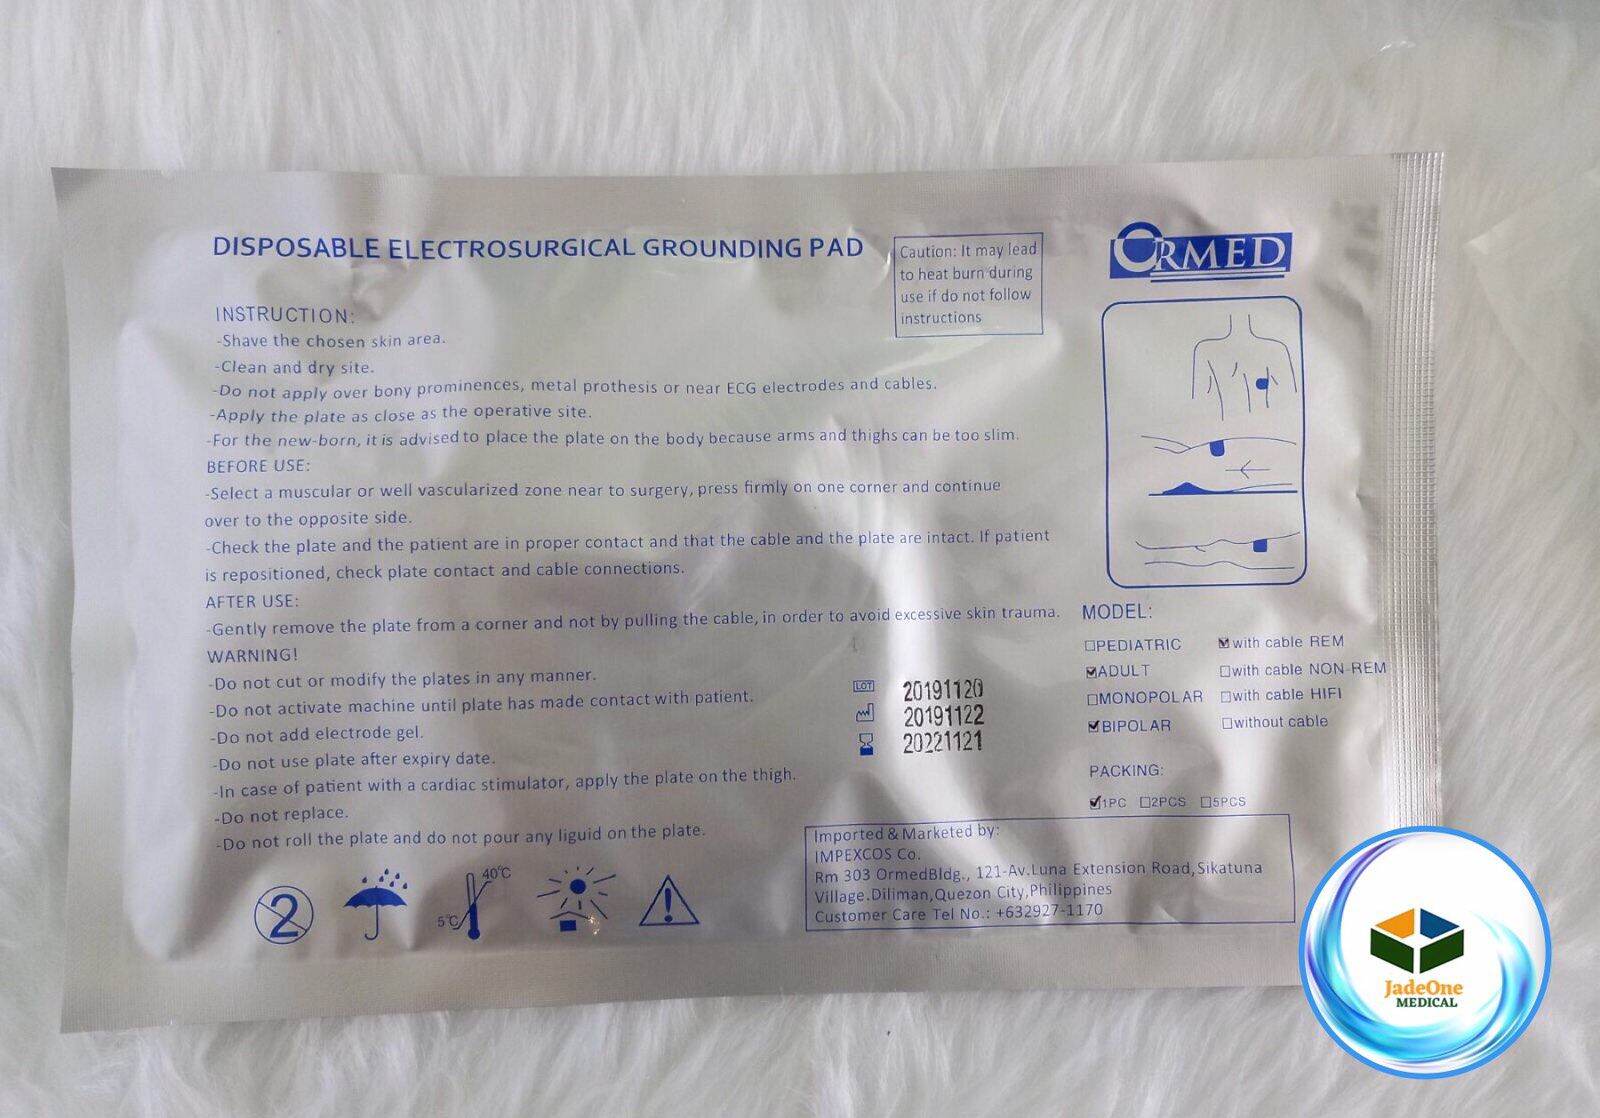 DISPOSABLE ELECTROSURGICAL GROUNDING PAD
Caution: It may lead
to heat burn during
use if do not follow
instructions
ORMED
INSTRUCTION:
-Shave the chosen skin area.
-Clean and dry site.
-Do not apply over bony prominences, metal prothesis or near ECG electrodes and cables.
-Apply the plate as close as the operative site.
-For the new-born, it is advised to place the plate on the body because arms and thighs can be too slim.
BEFORE USE:
-Select a muscular or well vascularized zone near to surgery, press firmly on one corner and continue
over to the opposite side.
-Check the plate and the patient are in proper contact and that the cable and the plate are intact. If patient
is repositioned, check plate contact and cable connections.
AFTER USE:
-Gently remove the plate from a corner and not by pulling the cable, in order to avoid excessive skin trauma.
WARNING!
-Do not cut or modify the plates in any manner.
-Do not activate machine until plate has made contact with patient.
-Do not add electrode gel.
-Do not use plate after expiry date.
-In case of patient with a cardiac stimulator, apply the plate on the thigh.
-Do not replace.
-Do not roll the plate and do not pour any liguid on the plate.
LOT 20191120
20191122
20221121
MODEL:
PEDIATRIC with cable REM
ADULT with cable NON-REM
MONOPOLAR with cable HIFI
BIPOLAR without cable
PACKING:
1PC 2PCS 5PCS
2
40°C
5°C
Imported & Marketed by:
IMPEXCOS Co.
Rm 303 OrmedBldg., 121-Av.Luna Extension Road,Sikatuna
Village.Diliman,Quezon City,Philippines
Customer Care Tel No.: +632927-1170
JadeOne
MEDICAL